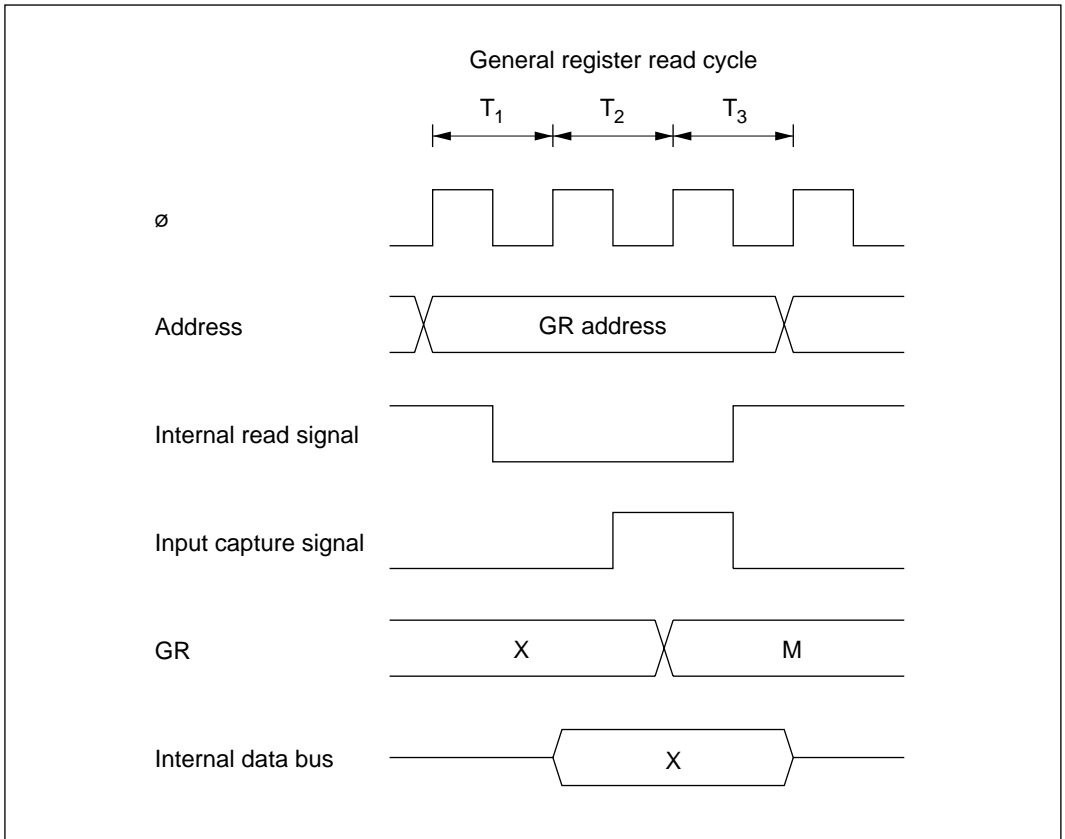 General register read cycle
T1 T2 T3
ø
Address GR address
Internal read signal
Input capture signal
GR X M
Internal data bus X